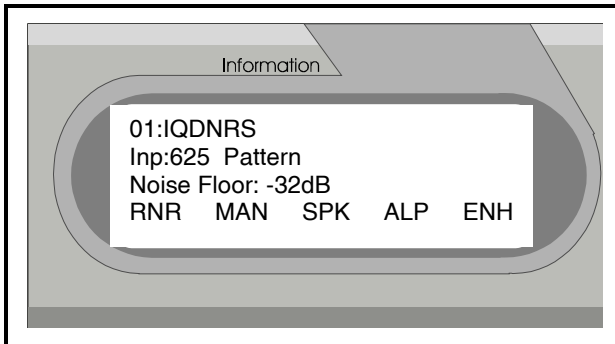 Information
01:IQDNRS
Inp:625 Pattern
Noise Floor: -32dB
RNR MAN SPK ALP ENH